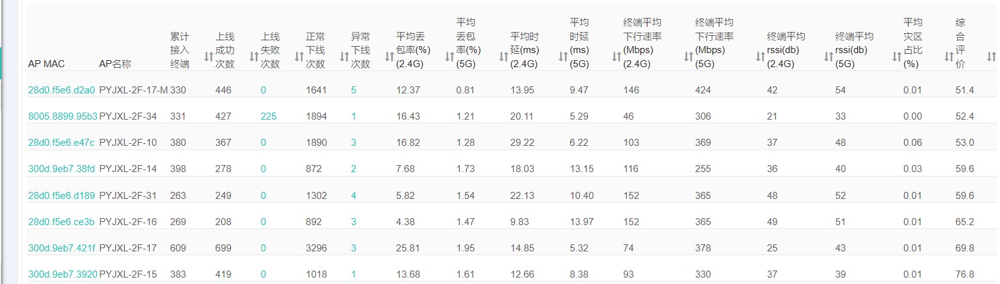 AP MAC AP名称 累计接入终端 上线成功次数 上线失败次数 正常下线次数 异常下线次数 平均丢包率(%)(2.4G) 平均丢包率(%)(5G) 平均时延(ms)(2.4G) 平均时延(ms)(5G) 终端平均下行速率(Mbps)(2.4G) 终端平均下行速率(Mbps)(5G) 终端平均rssi(db)(2.4G) 终端平均rssi(db)(5G) 平均灾区占比(%) 综合评价
28d0.f5e6.d2a0 PYJXL-2F-17-M 330 446 0 1641 5 12.37 0.81 13.95 9.47 146 424 42 54 0.01 51.4
8005.8899.95b3 PYJXL-2F-34 331 427 225 1894 1 16.43 1.21 20.11 5.29 46 306 21 33 0.00 52.4
28d0.f5e6.e47c PYJXL-2F-10 380 367 0 1890 3 16.82 1.28 29.22 6.22 103 369 37 48 0.06 53.0
300d.9eb7.38fd PYJXL-2F-14 398 278 0 872 2 7.68 1.73 18.03 13.15 116 255 36 40 0.03 59.6
28d0.f5e6.d189 PYJXL-2F-31 263 249 0 1302 4 5.82 1.54 22.13 10.40 152 365 48 52 0.01 59.6
28d0.f5e6.ce3b PYJXL-2F-16 269 208 0 892 3 4.38 1.47 9.83 13.97 152 365 49 51 0.01 65.2
300d.9eb7.421f PYJXL-2F-17 609 699 0 3296 3 25.81 1.95 14.85 5.32 74 378 25 43 0.01 69.8
300d.9eb7.3920 PYJXL-2F-15 383 419 0 1018 1 13.68 1.61 12.66 8.38 93 330 37 39 0.01 76.8